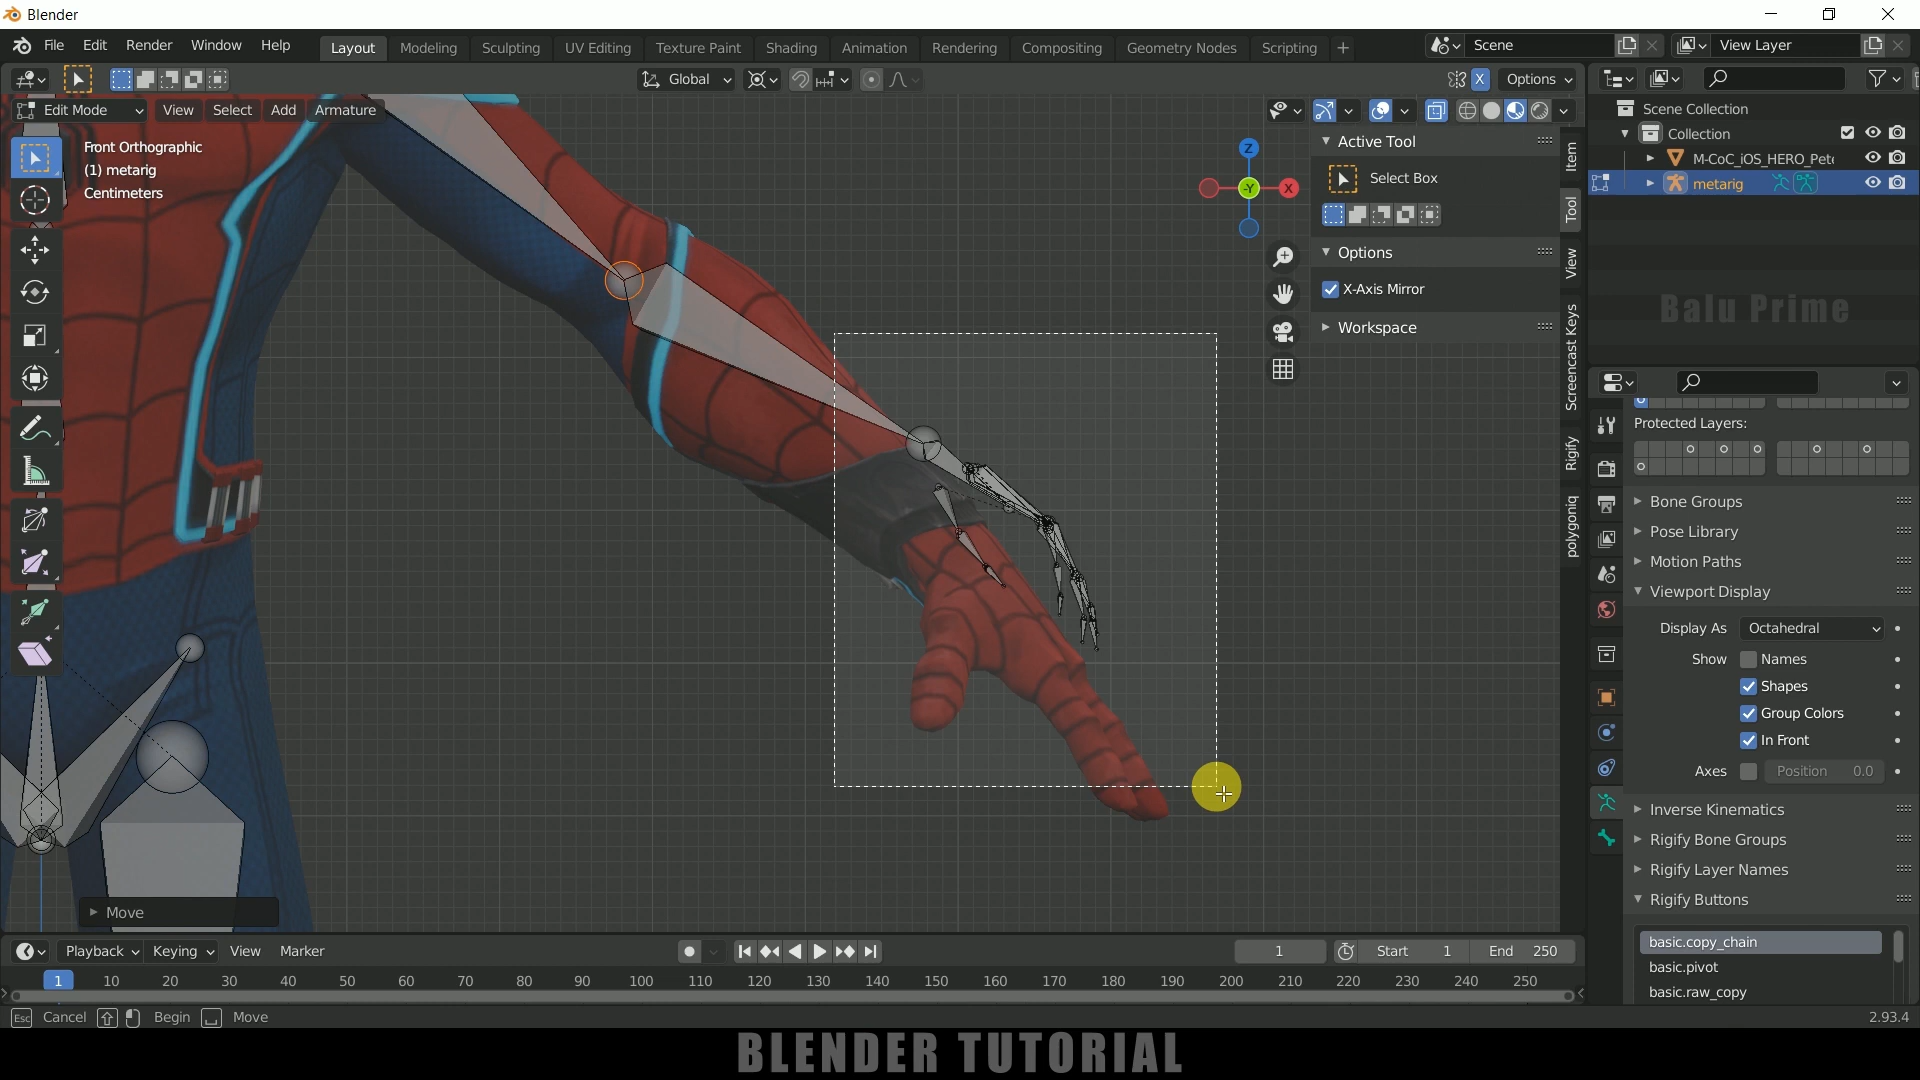 Blender
File Edit Render Window Help
Layout Modeling Sculpting UV Editing Texture Paint Shading Animation Rendering Compositing Geometry Nodes Scripting +
Scene
View Layer
Global
X
Options
Edit Mode View Select Add Armature
Front Orthographic
(1) metarig
Centimeters
Z
-Y
X
Active Tool
Select Box
Options
X-Axis Mirror
Workspace
Item
Tool
View
Screencast Keys
Rigify
polygoniq
Scene Collection
Collection
M-CoC_iOS_HERO_Pet
metarig
Balu Prime
Protected Layers:
Bone Groups
Pose Library
Motion Paths
Viewport Display
Display As Octahedral
Show Names
Shapes
Group Colors
In Front
Axes Position 0.0
Inverse Kinematics
Rigify Bone Groups
Rigify Layer Names
Rigify Buttons
basic.copy_chain
basic.pivot
basic.raw_copy
Move
Playback Keying View Marker
1 Start 1 End 250
1 10 20 30 40 50 60 70 80 90 100 110 120 130 140 150 160 170 180 190 200 210 220 230 240 250
Esc Cancel Begin Move
2.93.4
BLENDER TUTORIAL